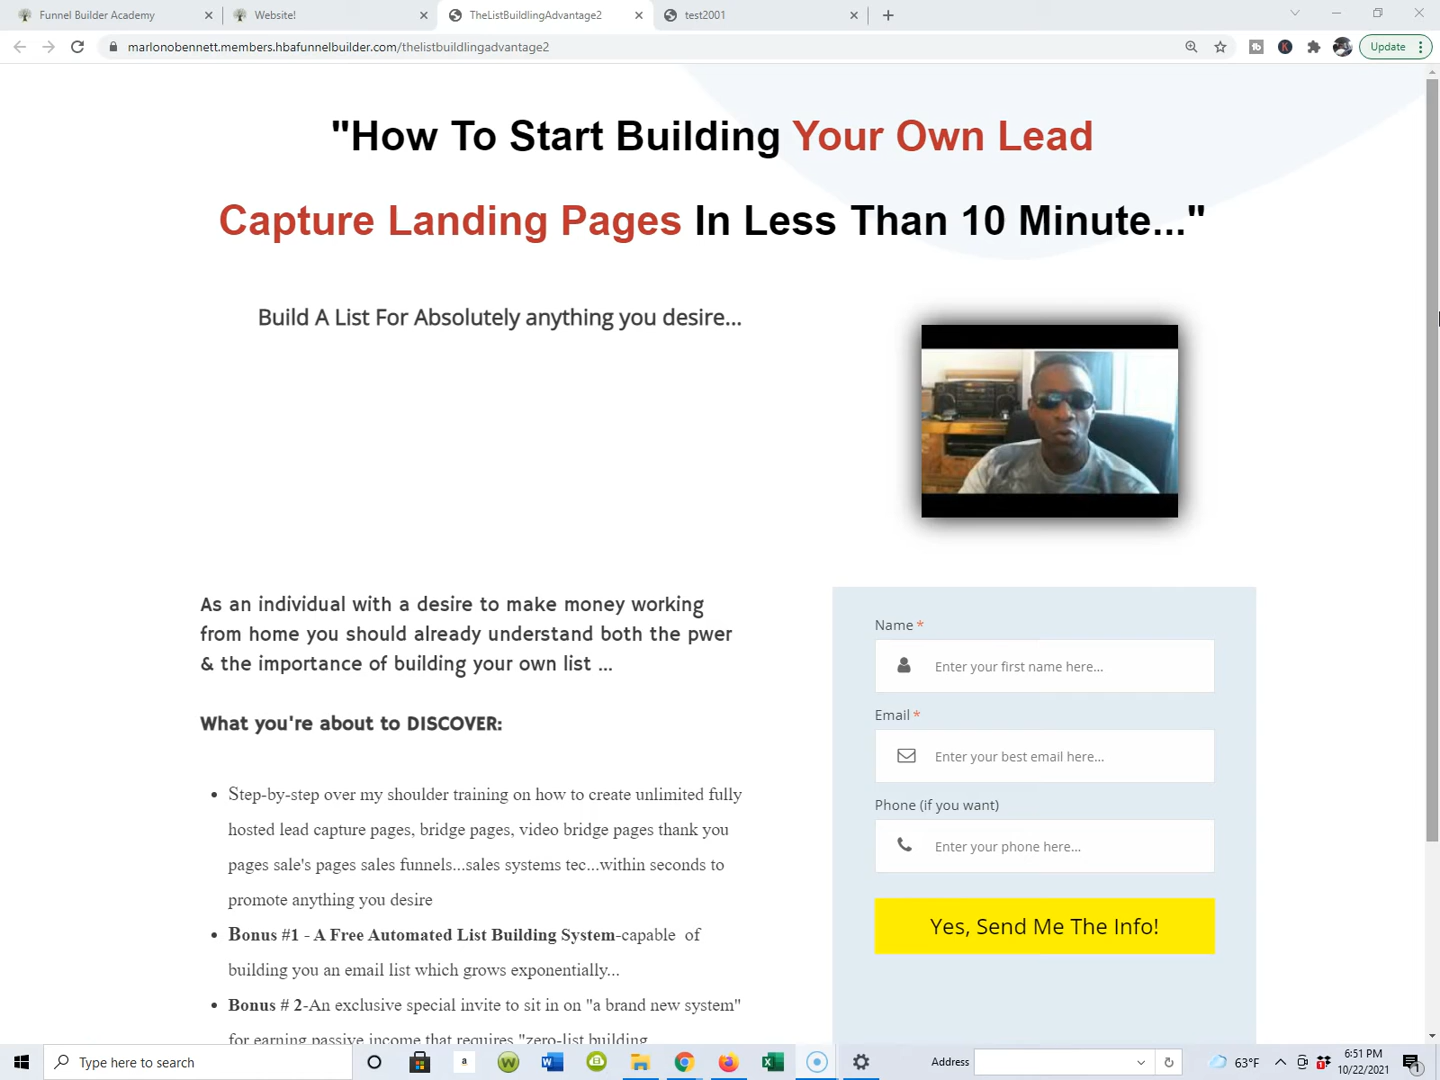 Funnel Builder Academy
Website!
TheListBuildlingAdvantage2
test2001
marlonobennett.members.hbafunnelbuilder.com/thelistbuildlingadvantage2
Update
"How To Start Building Your Own Lead
Capture Landing Pages In Less Than 10 Minute..."
Build A List For Absolutely anything you desire...
As an individual with a desire to make money working
from home you should already understand both the pwer
& the importance of building your own list ...
What you're about to DISCOVER:
• Step-by-step over my shoulder training on how to create unlimited fully
hosted lead capture pages, bridge pages, video bridge pages thank you
pages sale's pages sales funnels...sales systems tec...within seconds to
promote anything you desire
• Bonus #1 - A Free Automated List Building System-capable of
building you an email list which grows exponentially...
• Bonus # 2-An exclusive special invite to sit in on "a brand new system"
for earning passive income that requires "zero-list building
Name *
Enter your first name here...
Email *
Enter your best email here...
Phone (if you want)
Enter your phone here...
Yes, Send Me The Info!
Type here to search
Address
63°F
6:51 PM
10/22/2021